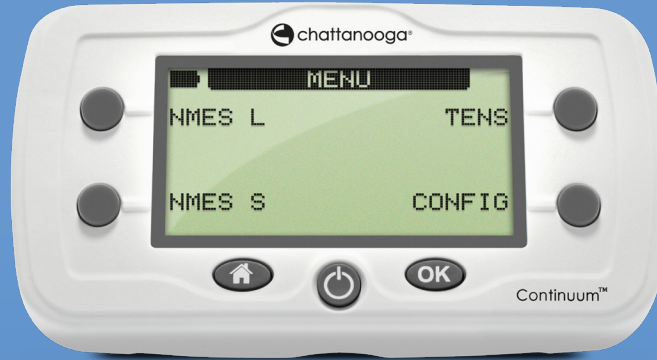 chattanooga®
MENU
NMES L TENS
NMES S CONFIG
OK
Continuum™